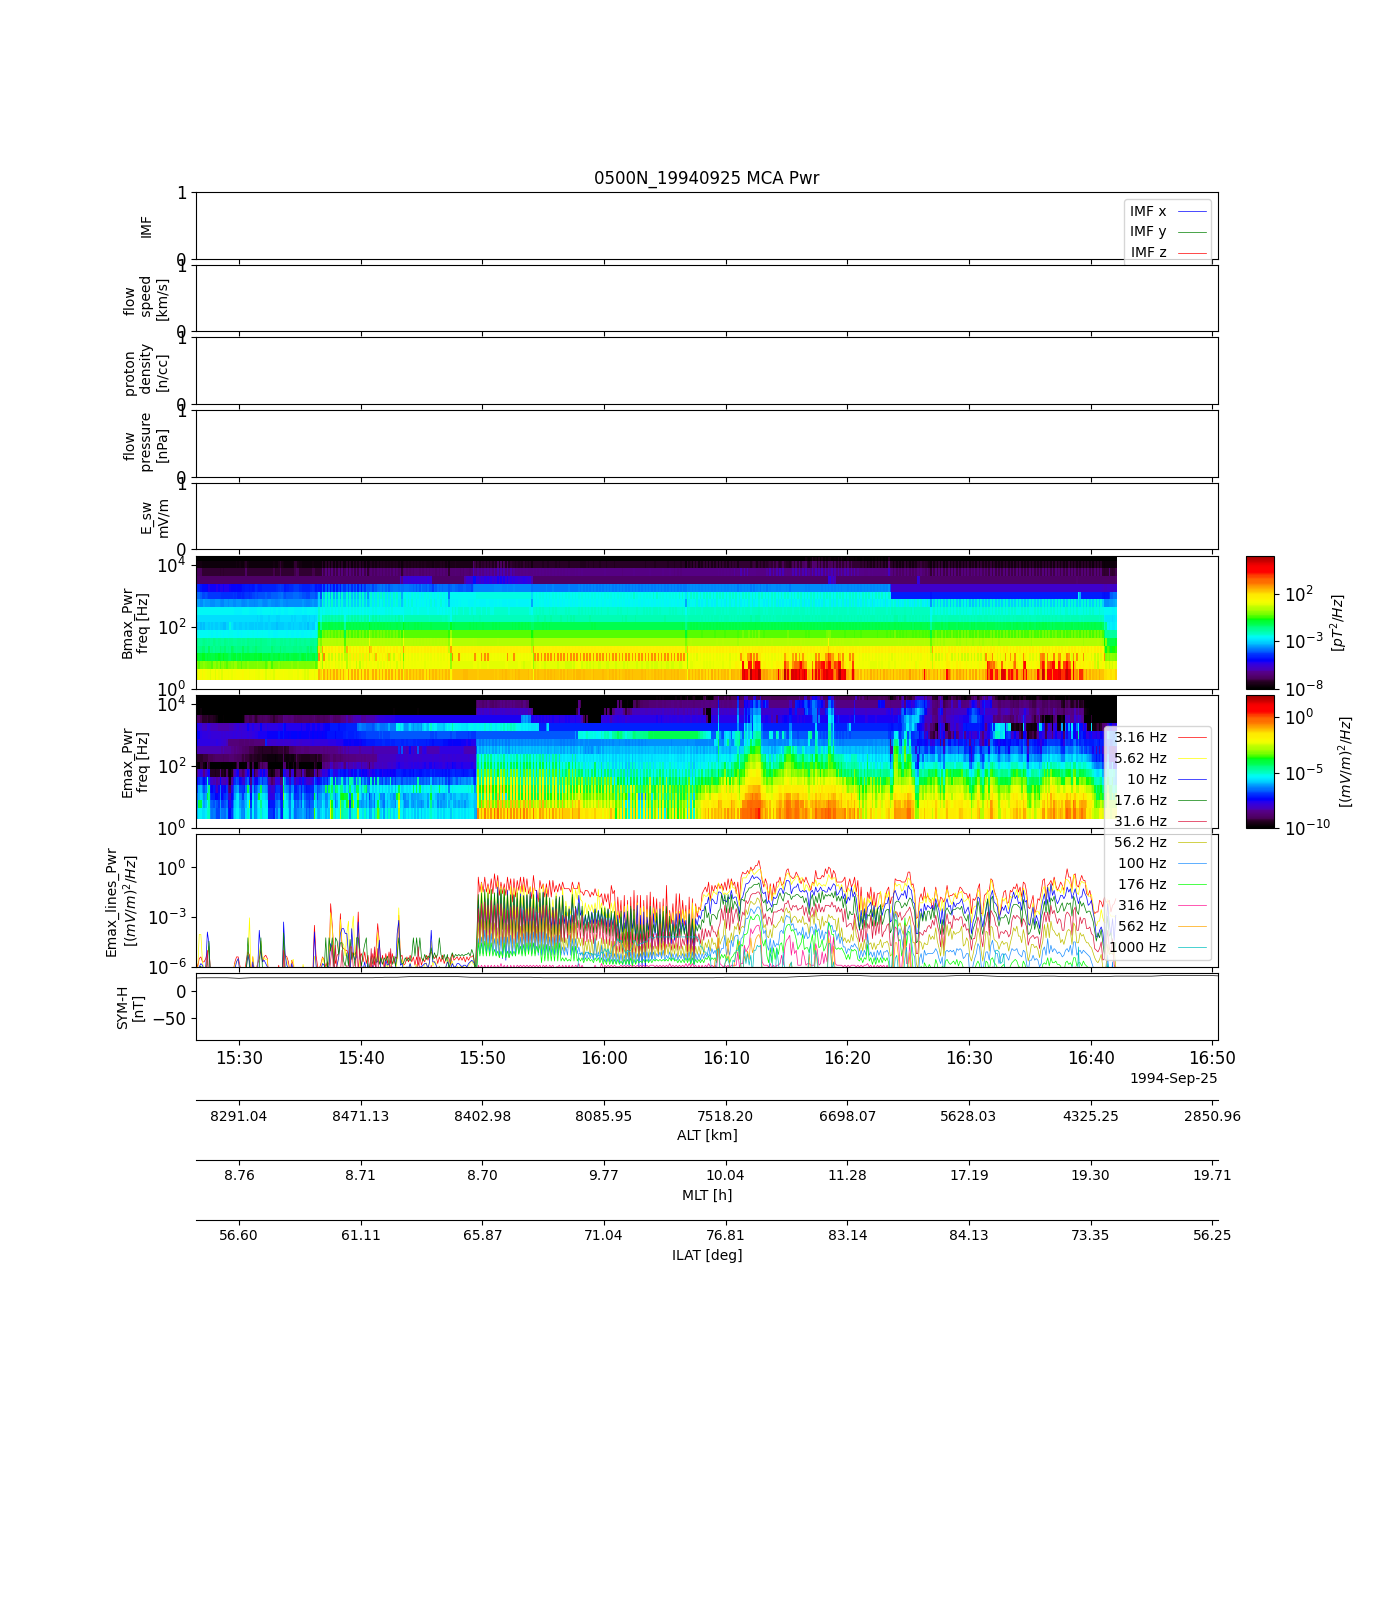 0500N_19940925 MCA Pwr
1
IMF
0
IMF x
IMF y
IMF z
1
flow
speed
[km/s]
0
1
proton
density
[n/cc]
0
1
flow
pressure
[nPa]
0
1
E_sw
mV/m
0
10^4
10^2
10^0
Bmax_Pwr
freq [Hz]
10^2
10^-3
10^-8
[pT^2/Hz]
10^4
10^2
10^0
Emax_Pwr
freq [Hz]
10^0
10^-5
10^-10
[(mV/m)^2/Hz]
3.16 Hz
5.62 Hz
10 Hz
17.6 Hz
31.6 Hz
56.2 Hz
100 Hz
176 Hz
316 Hz
562 Hz
1000 Hz
10^0
10^-3
10^-6
Emax_lines_Pwr
[(mV/m)^2/Hz]
0
−50
SYM-H
[nT]
15:30 15:40 15:50 16:00 16:10 16:20 16:30 16:40 16:50
1994-Sep-25
8291.04 8471.13 8402.98 8085.95 7518.20 6698.07 5628.03 4325.25 2850.96
ALT [km]
8.76 8.71 8.70 9.77 10.04 11.28 17.19 19.30 19.71
MLT [h]
56.60 61.11 65.87 71.04 76.81 83.14 84.13 73.35 56.25
ILAT [deg]